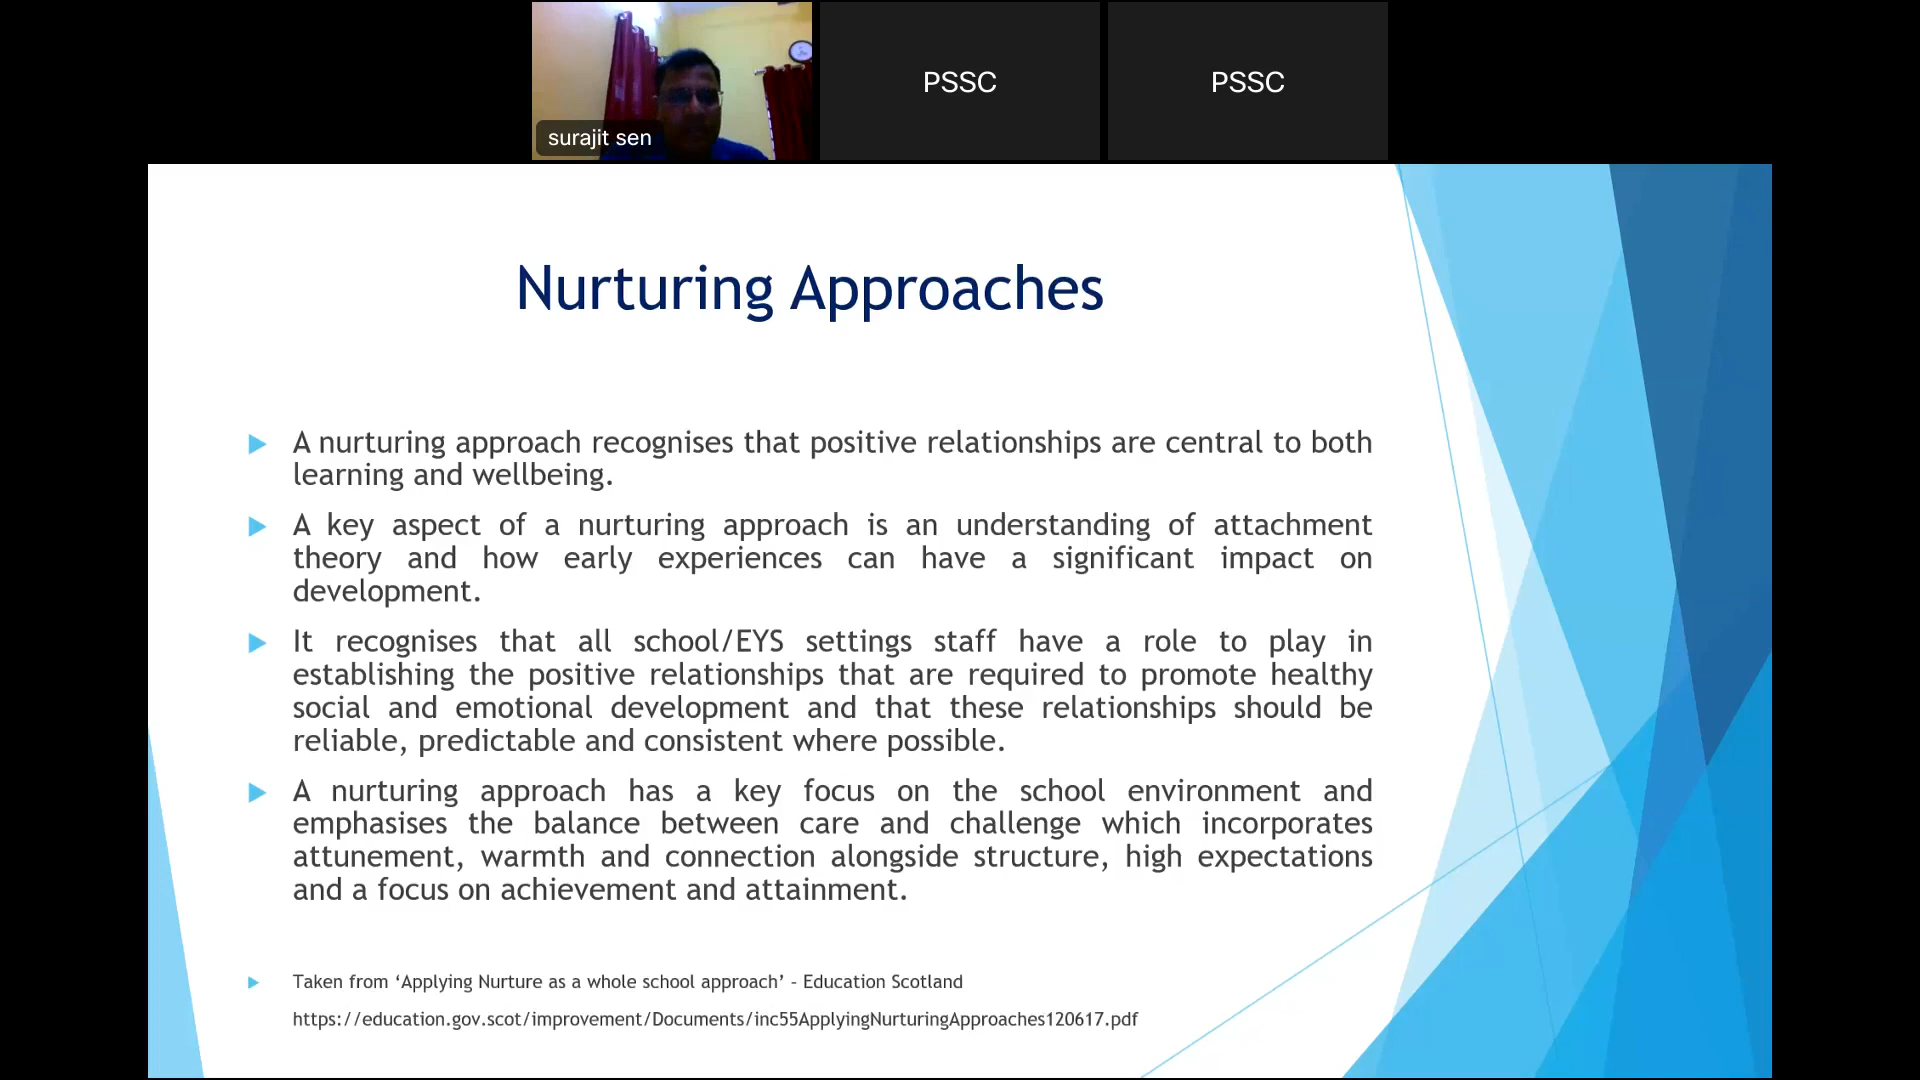 surajit sen
PSSC
PSSC
Nurturing Approaches
A nurturing approach recognises that positive relationships are central to both
learning and wellbeing.
A key aspect of a nurturing approach is an understanding of attachment
theory and how early experiences can have a significant impact on
development.
It recognises that all school/EYS settings staff have a role to play in
establishing the positive relationships that are required to promote healthy
social and emotional development and that these relationships should be
reliable, predictable and consistent where possible.
A nurturing approach has a key focus on the school environment and
emphasises the balance between care and challenge which incorporates
attunement, warmth and connection alongside structure, high expectations
and a focus on achievement and attainment.
Taken from ‘Applying Nurture as a whole school approach’ - Education Scotland
https://education.gov.scot/improvement/Documents/inc55ApplyingNurturingApproaches120617.pdf